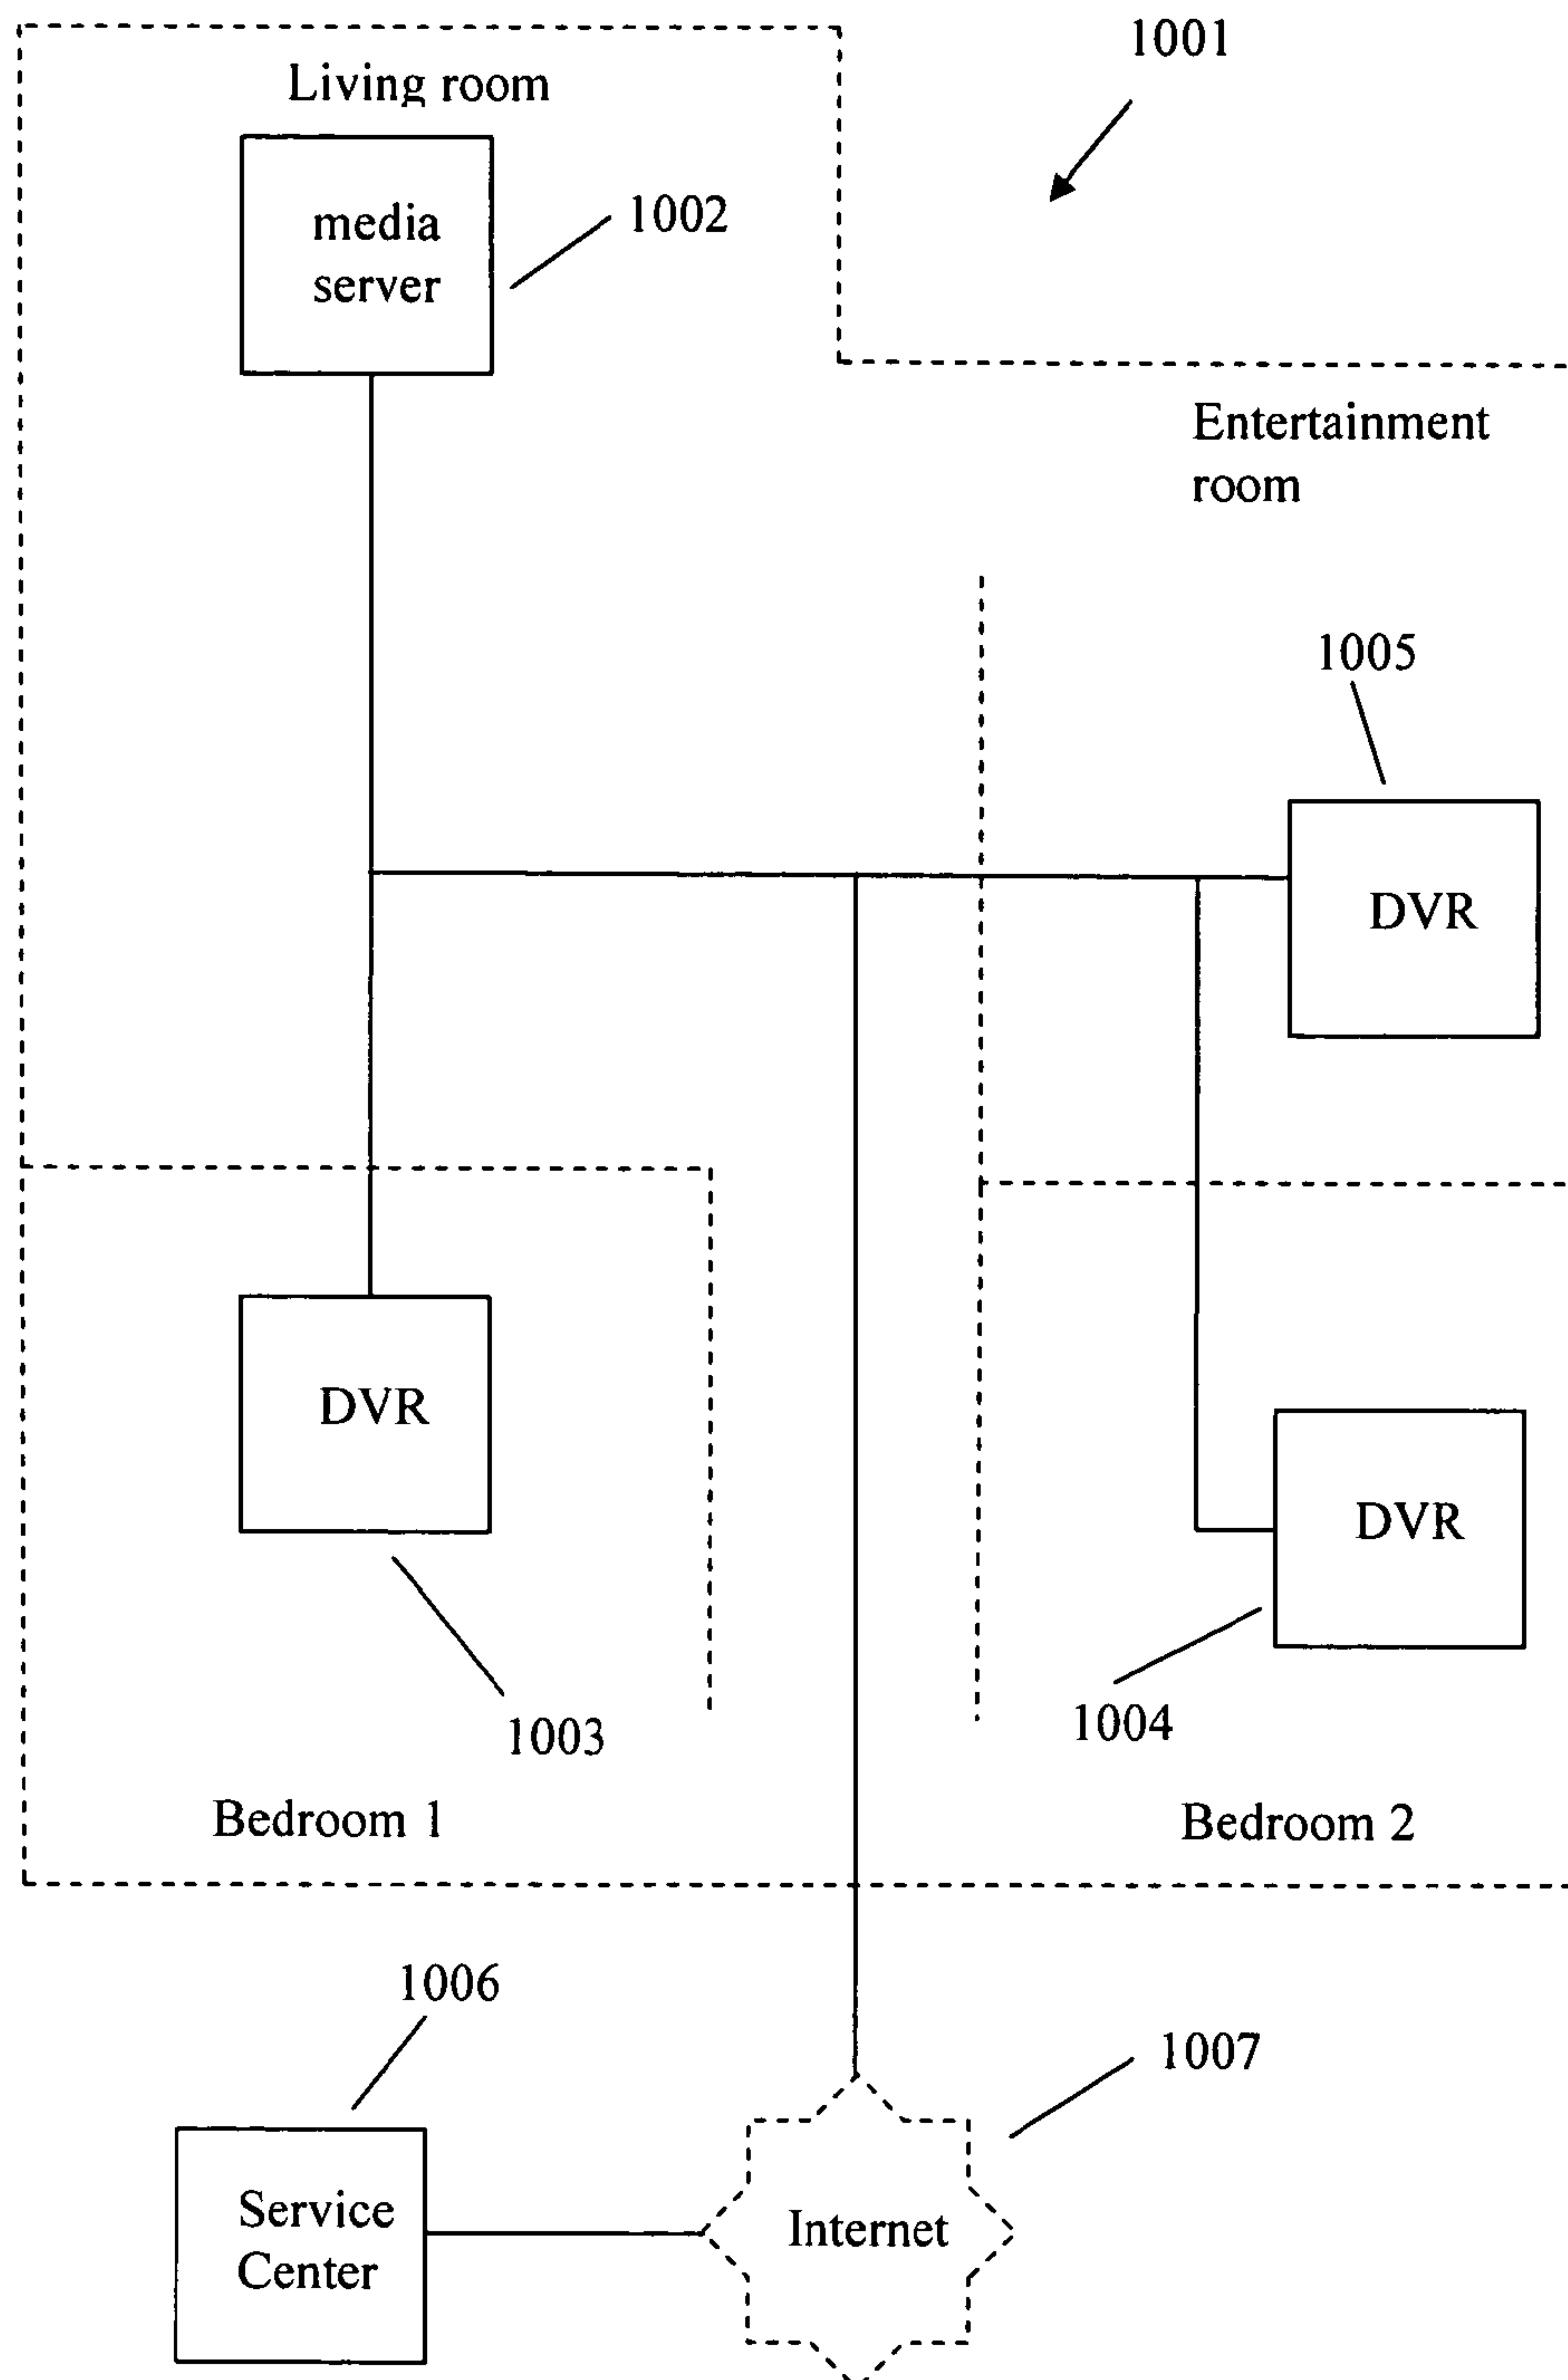 1001
Living room
media
server
1002
Entertainment
room
1005
DVR
DVR
DVR
1003
1004
Bedroom 1
Bedroom 2
1006
1007
Service
Center
Internet